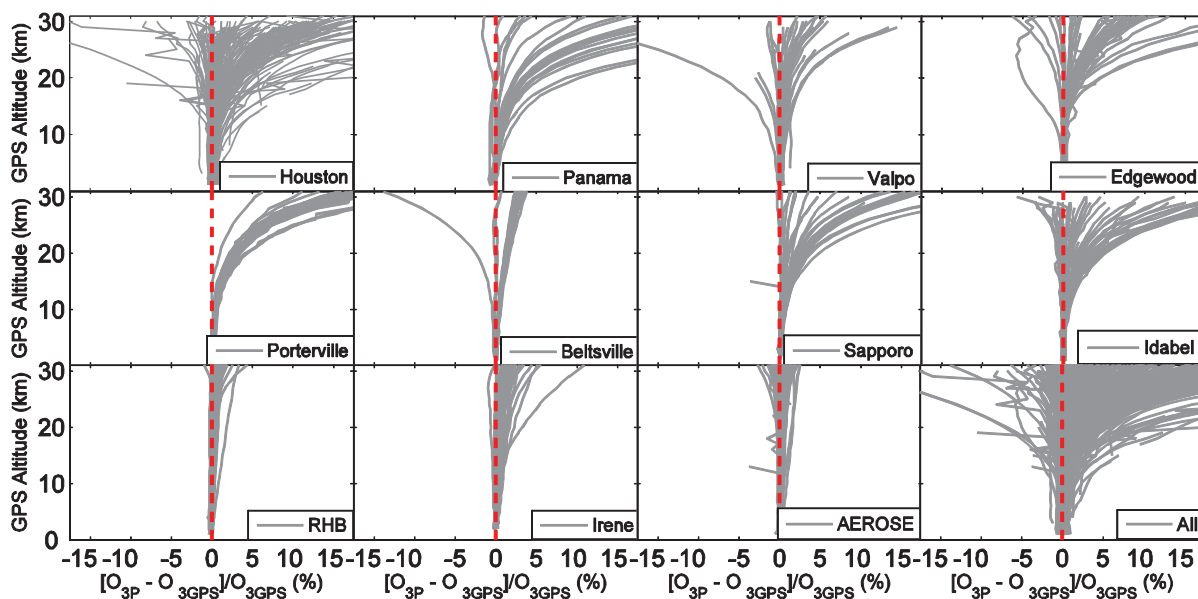 GPS Altitude (km)
30
20
10
Houston
Panama
Valpo
Edgewood
GPS Altitude (km)
30
20
10
0
Porterville
Beltsville
Sapporo
Idabel
GPS Altitude (km)
30
20
10
0
RHB
Irene
AEROSE
All
-15 -10 -5 0 5 10 15 -15 -10 -5 0 5 10 15 -15 -10 -5 0 5 10 15 -15 -10 -5 0 5 10 15
[O3P - O3GPS]/O3GPS (%) [O3P - O3GPS]/O3GPS (%) [O3P - O3GPS]/O3GPS (%) [O3P - O3GPS]/O3GPS (%)